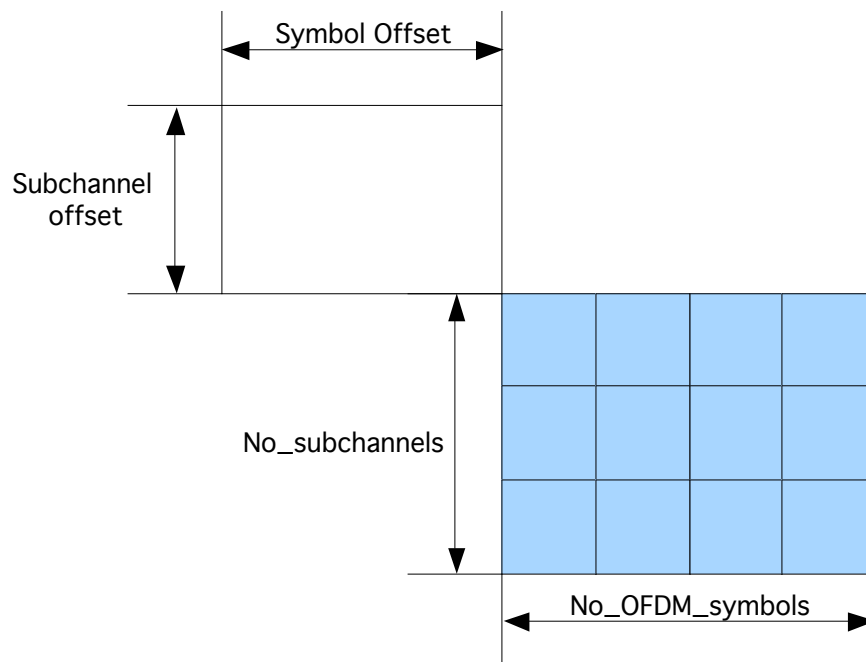 Symbol Offset
Subchannel
offset
No_subchannels
No_OFDM_symbols